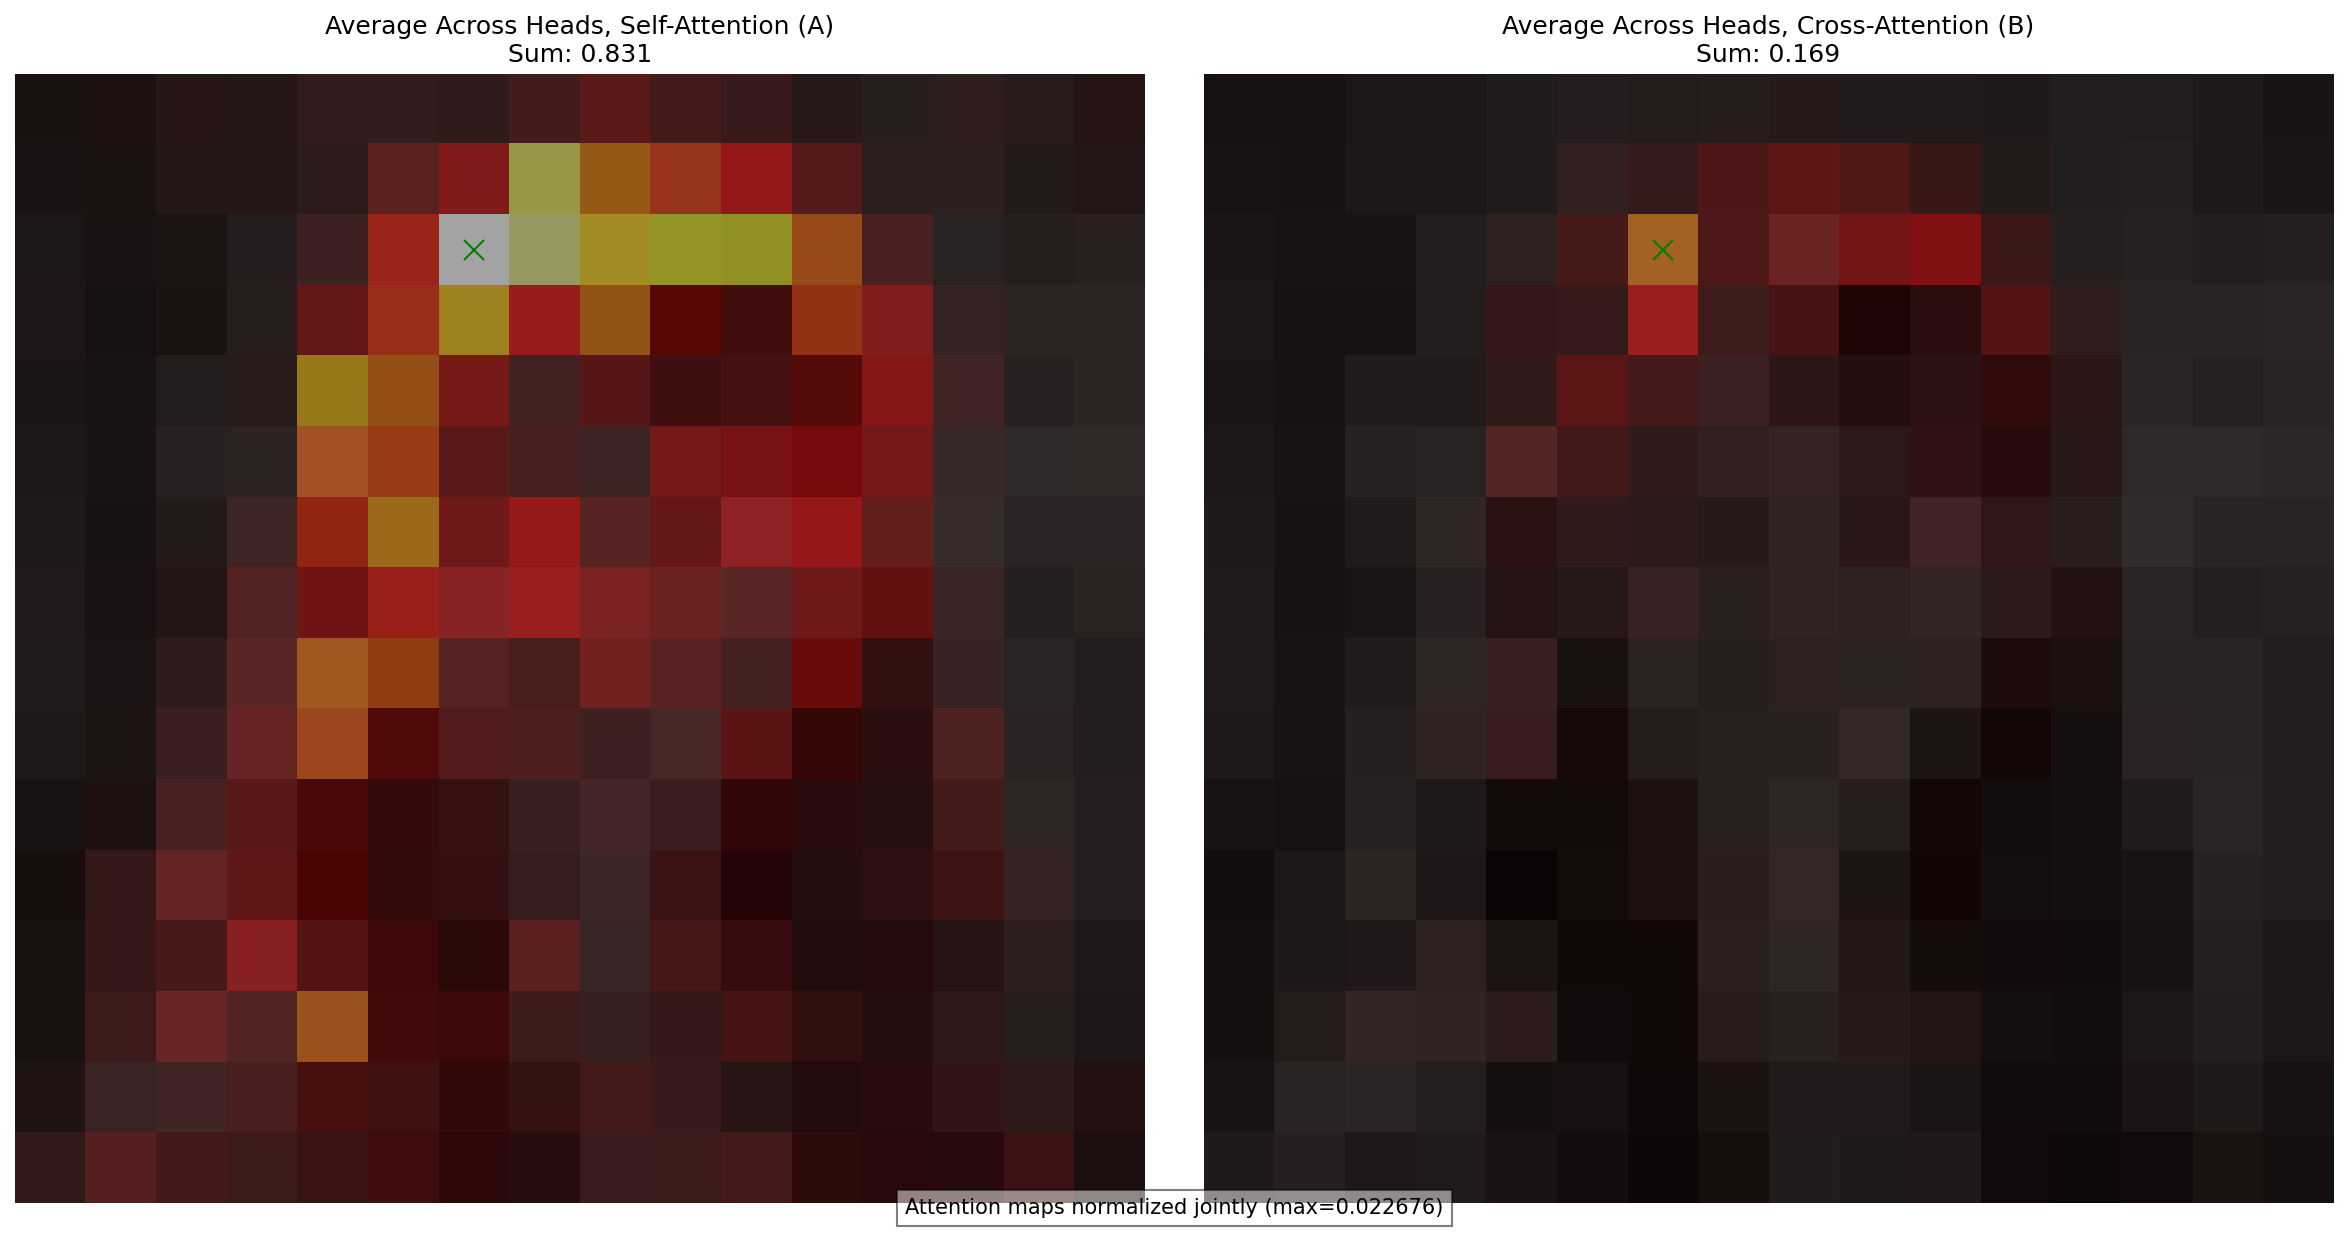 Average Across Heads, Self-Attention (A)
Sum: 0.831
Average Across Heads, Cross-Attention (B)
Sum: 0.169
Attention maps normalized jointly (max=0.022676)